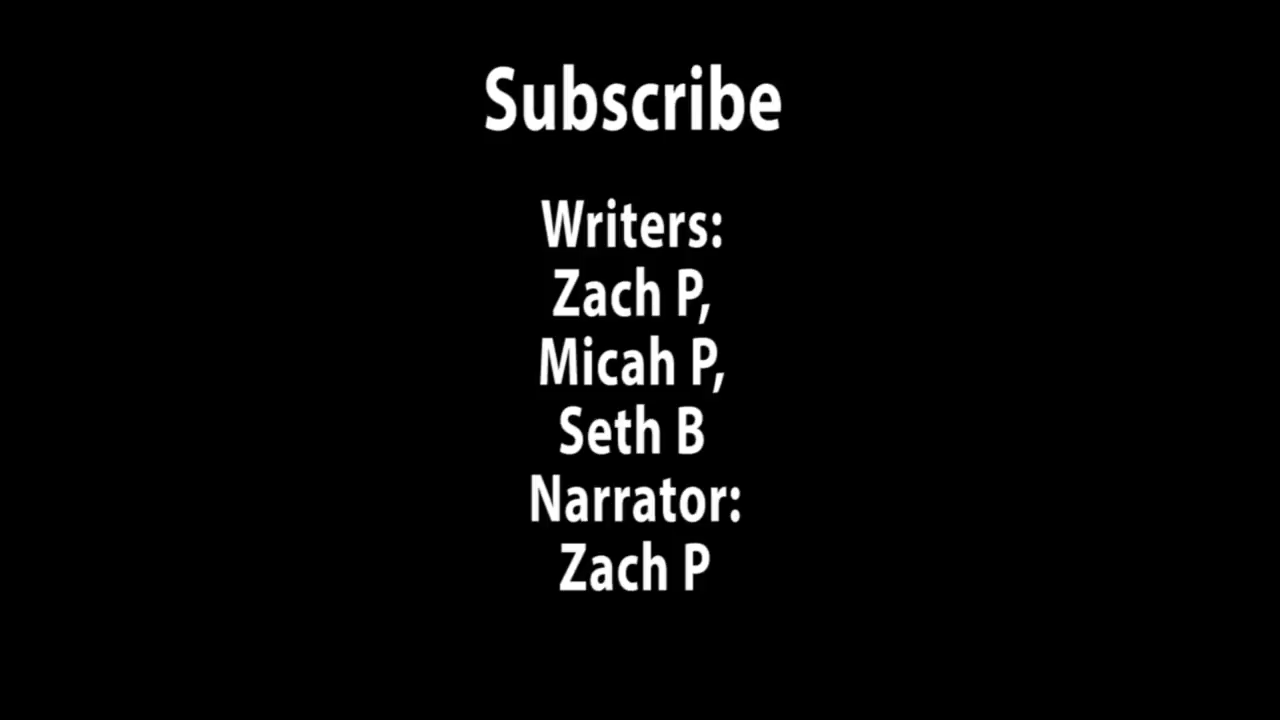 Subscribe
Writers:
Zach P,
Micah P,
Seth B
Narrator:
Zach P